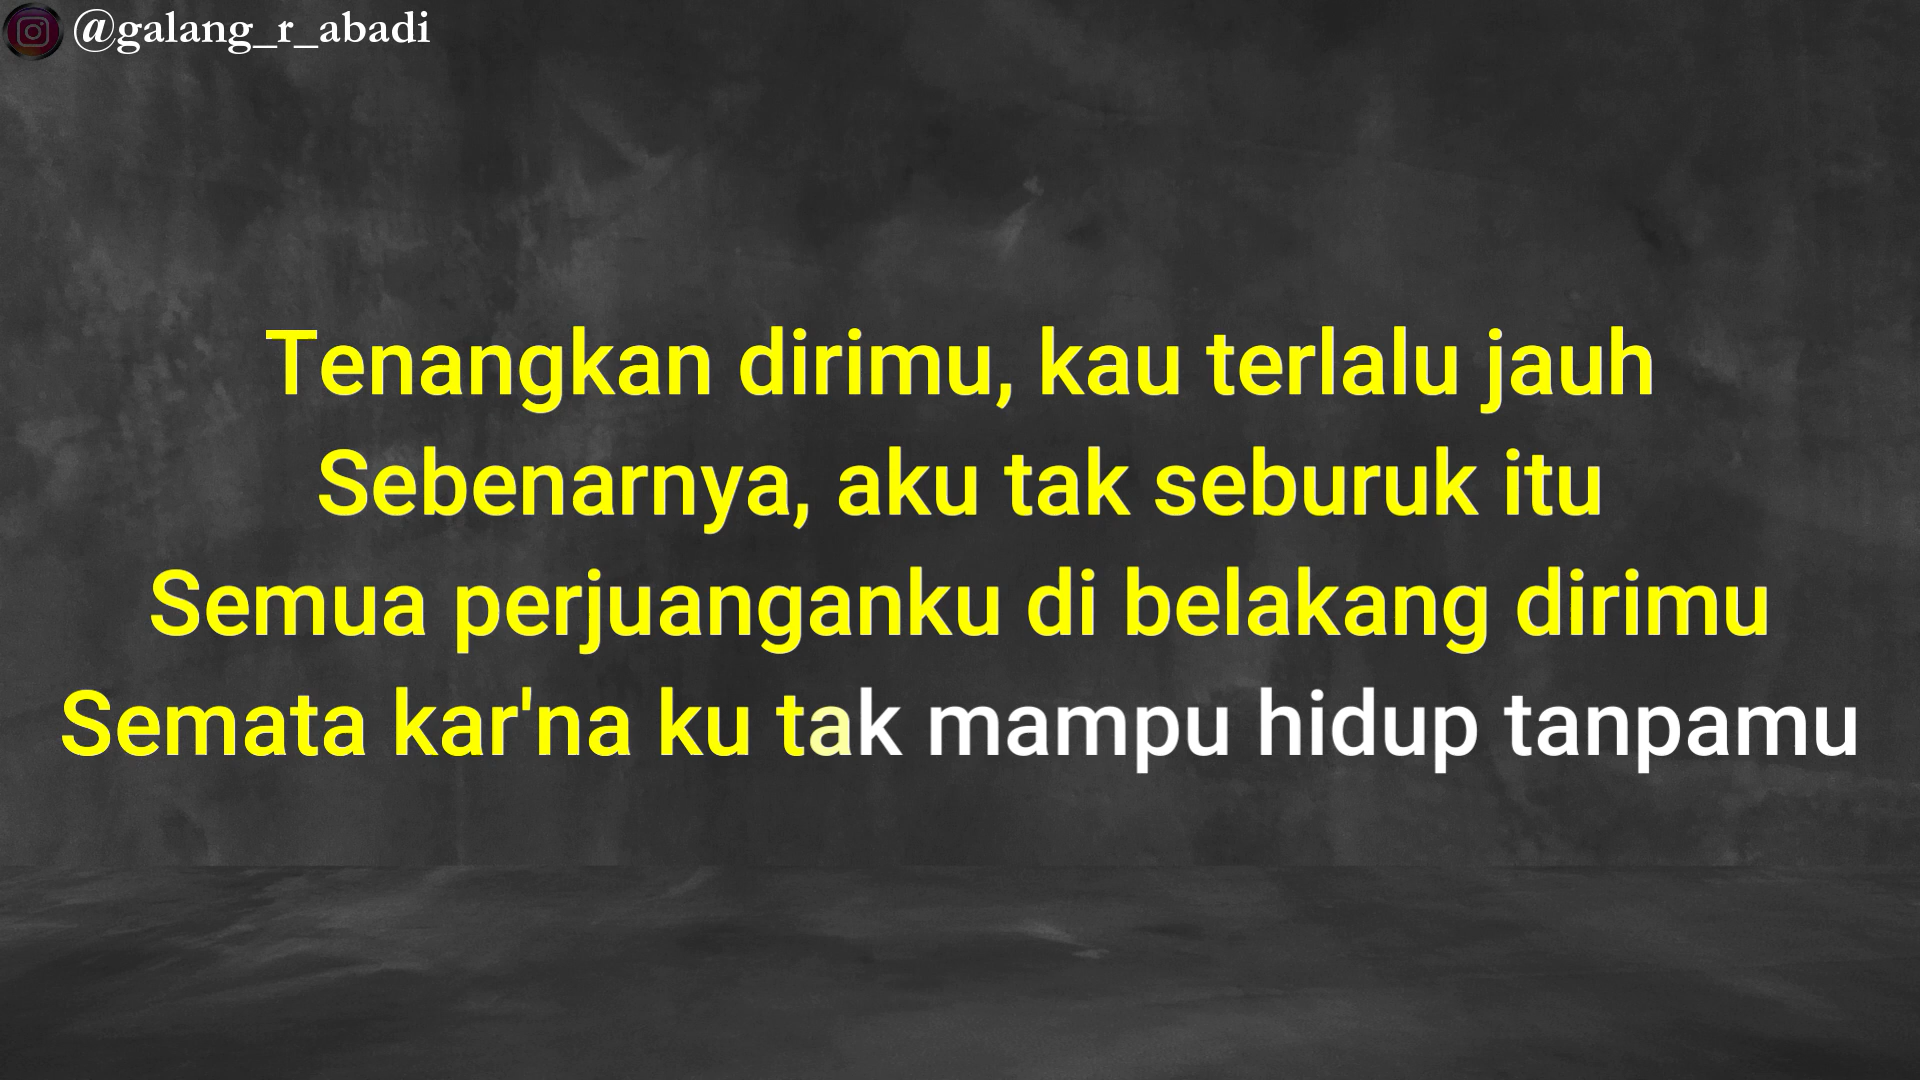 @galang_r_abadi
Tenangkan dirimu, kau terlalu jauh
Sebenarnya, aku tak seburuk itu
Semua perjuanganku di belakang dirimu
Semata kar'na ku tak mampu hidup tanpamu